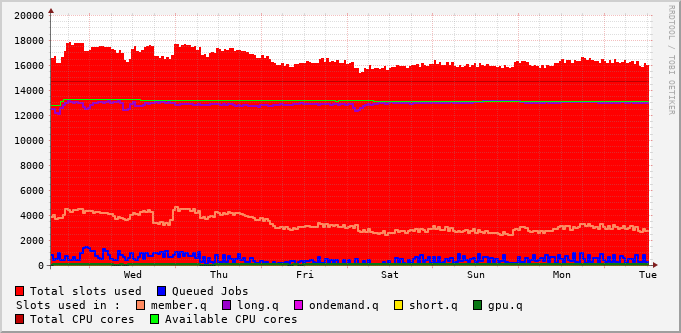 20000
18000
16000
14000
12000
10000
8000
6000
4000
2000
0
Wed Thu Fri Sat Sun Mon Tue
Total slots used Queued Jobs
Slots used in : member.q long.q ondemand.q short.q gpu.q
Total CPU cores Available CPU cores
RRDTOOL / TOBI OETIKER